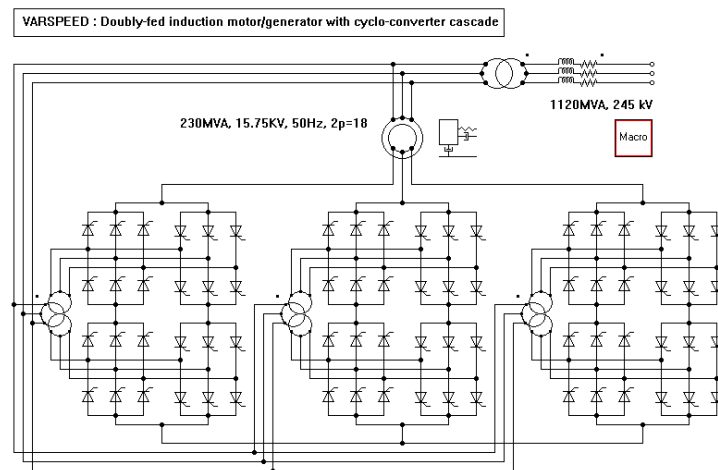 VARSPEED : Doubly-fed induction motor/generator with cyclo-converter cascade
1120MVA, 245 kV
230MVA, 15.75KV, 50Hz, 2p=18
Macro